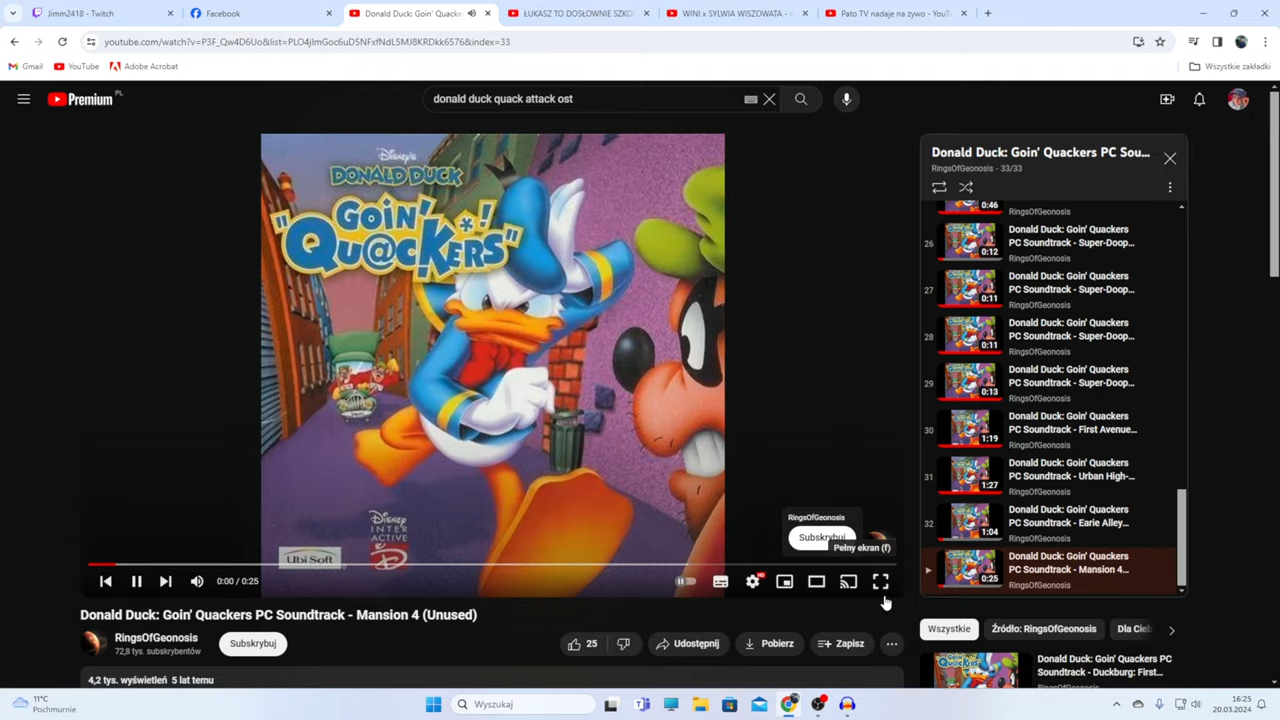 Jimm2418 - Twitch
Facebook
Donald Duck: Goin' Quacke
ŁUKASZ TO DOSŁOWNIE SZKO
WINI x SYLWIA WISZOWATA -
Pato TV nadaje na żywo - YouTu
youtube.com/watch?v=P3F_Qw4D6Uo&list=PLO4jImGoc6uD5NFxfNdL5MJ8KRDkk6576&index=33
Gmail
YouTube
Adobe Acrobat
Wszystkie zakładki
Premium PL
donald duck quack attack ost
DISNEY'S
DONALD DUCK
"GOIN'
QU@CKERS*!"
Disney
INTER
ACTIVE
Ubi Soft
RingsOfGeonosis
Subskrybuj
Pełny ekran (f)
0:00 / 0:25
HD
Donald Duck: Goin' Quackers PC Soundtrack - Mansion 4 (Unused)
RingsOfGeonosis
72,8 tys. subskrybentów
Subskrybuj
25
Udostępnij
Pobierz
Zapisz
4,2 tys. wyświetleń 5 lat temu
Donald Duck: Goin' Quackers PC Sou...
RingsOfGeonosis - 33/33
0:46
RingsOfGeonosis
26
0:12
Donald Duck: Goin' Quackers
PC Soundtrack - Super-Doop...
RingsOfGeonosis
27
0:11
Donald Duck: Goin' Quackers
PC Soundtrack - Super-Doop...
RingsOfGeonosis
28
0:11
Donald Duck: Goin' Quackers
PC Soundtrack - Super-Doop...
RingsOfGeonosis
29
0:13
Donald Duck: Goin' Quackers
PC Soundtrack - Super-Doop...
RingsOfGeonosis
30
1:19
Donald Duck: Goin' Quackers
PC Soundtrack - First Avenue...
RingsOfGeonosis
31
1:27
Donald Duck: Goin' Quackers
PC Soundtrack - Urban High-...
RingsOfGeonosis
32
1:04
Donald Duck: Goin' Quackers
PC Soundtrack - Earie Alley...
RingsOfGeonosis
0:25
Donald Duck: Goin' Quackers
PC Soundtrack - Mansion 4...
RingsOfGeonosis
Wszystkie
Źródło: RingsOfGeonosis
Dla Cieb
Donald Duck: Goin' Quackers PC
Soundtrack - Duckburg: First...
11°C
Pochmurnie
Wyszukaj
16:25
20.03.2024